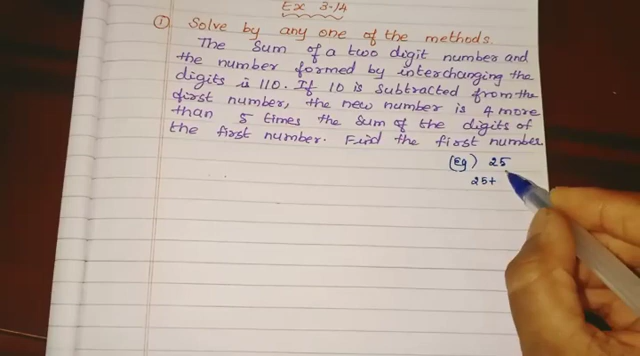 Ex 3.14
① Solve by any one of the methods.
The sum of a two digit number and
the number formed by interchanging the
digits is 110. If 10 is subtracted from the
first number, the new number is 4 more
than 5 times the sum of the digits of
the first number. Find the first number.
(Eg) 25
25+